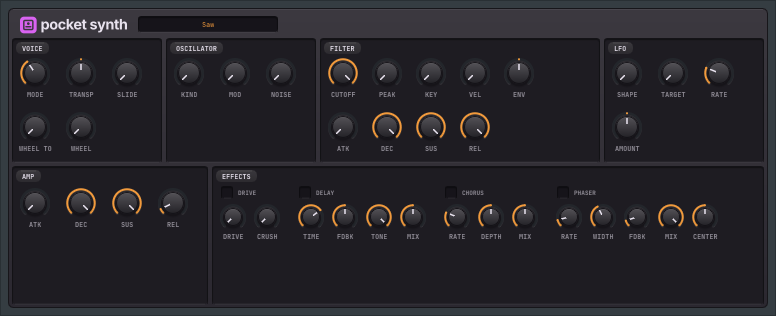 pocket synth
Saw
VOICE
MODE TRANSP SLIDE
WHEEL TO WHEEL
OSCILLATOR
KIND MOD NOISE
FILTER
CUTOFF PEAK KEY VEL ENV
ATK DEC SUS REL
LFO
SHAPE TARGET RATE
AMOUNT
AMP
ATK DEC SUS REL
EFFECTS
DRIVE DELAY CHORUS PHASER
DRIVE CRUSH TIME FDBK TONE MIX RATE DEPTH MIX RATE WIDTH FDBK MIX CENTER